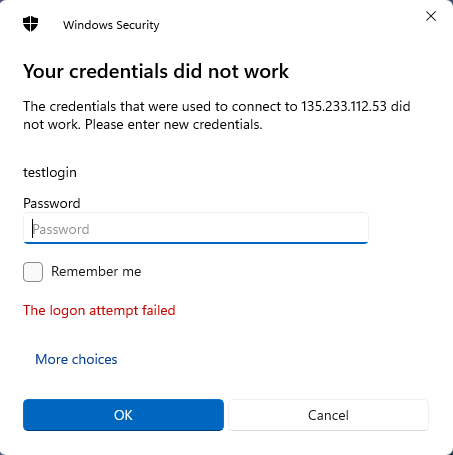 Windows Security
Your credentials did not work
The credentials that were used to connect to 135.233.112.53 did
not work. Please enter new credentials.
testlogin
Password
Password
Remember me
The logon attempt failed
More choices
OK
Cancel